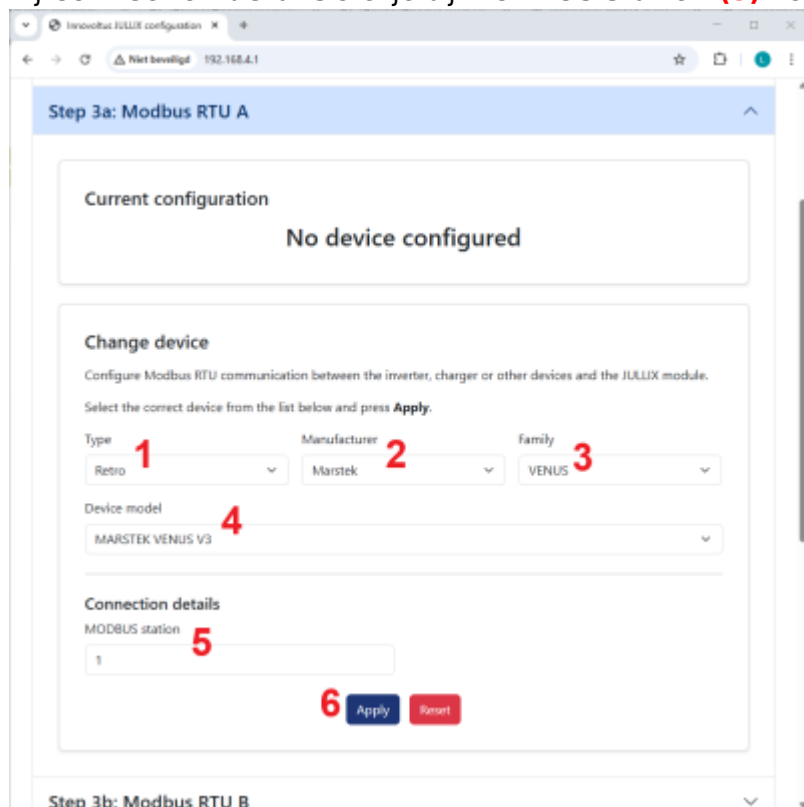 (5)
Innovoltus JULLIX configuration
Niet beveiligd 192.168.4.1
L
Step 3a: Modbus RTU A
Current configuration
No device configured
Change device
Configure Modbus RTU communication between the inverter, charger or other devices and the JULLIX module.
Select the correct device from the list below and press Apply.
Type Manufacturer Family
1 2 3
Retro Marstek VENUS
Device model
4
MARSTEK VENUS V3
Connection details
MODBUS station
5
1
6 Apply Reset
Step 3b: Modbus RTU B